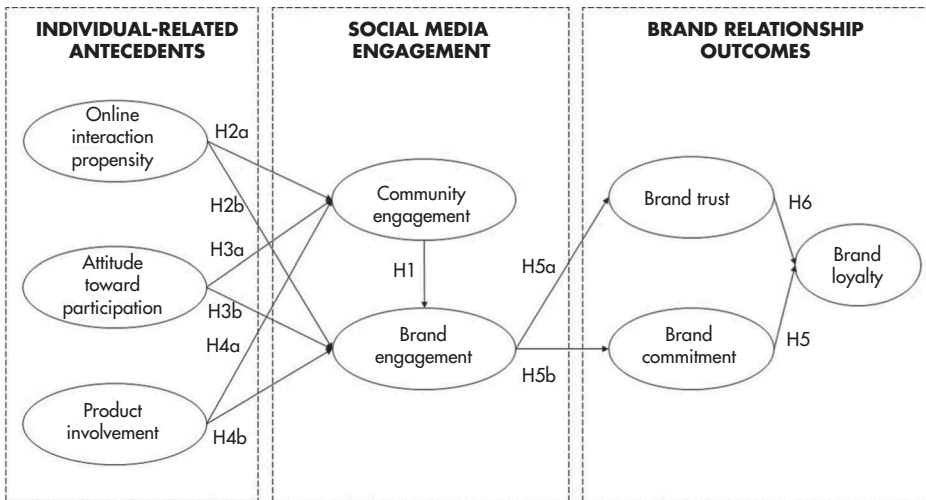 INDIVIDUAL-RELATED
ANTECEDENTS
SOCIAL MEDIA
ENGAGEMENT
BRAND RELATIONSHIP
OUTCOMES
Online
interaction
propensity
H2a
H2b
Attitude
toward
participation
H3a
H3b
H4a
Product
involvement
H4b
Community
engagement
H1
Brand
engagement
H5a
H5b
Brand trust
H6
Brand
commitment
H5
Brand
loyalty